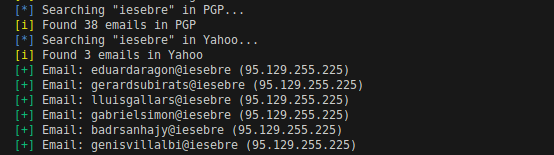 [*] Searching "iesebre" in PGP...
[i] Found 38 emails in PGP
[*] Searching "iesebre" in Yahoo...
[i] Found 3 emails in Yahoo
[+] Email: eduardaragon@iesebre (95.129.255.225)
[+] Email: gerardsubirats@iesebre (95.129.255.225)
[+] Email: lluisgallars@iesebre (95.129.255.225)
[+] Email: gabrielsimon@iesebre (95.129.255.225)
[+] Email: badrsanhajy@iesebre (95.129.255.225)
[+] Email: genisvillalbi@iesebre (95.129.255.225)